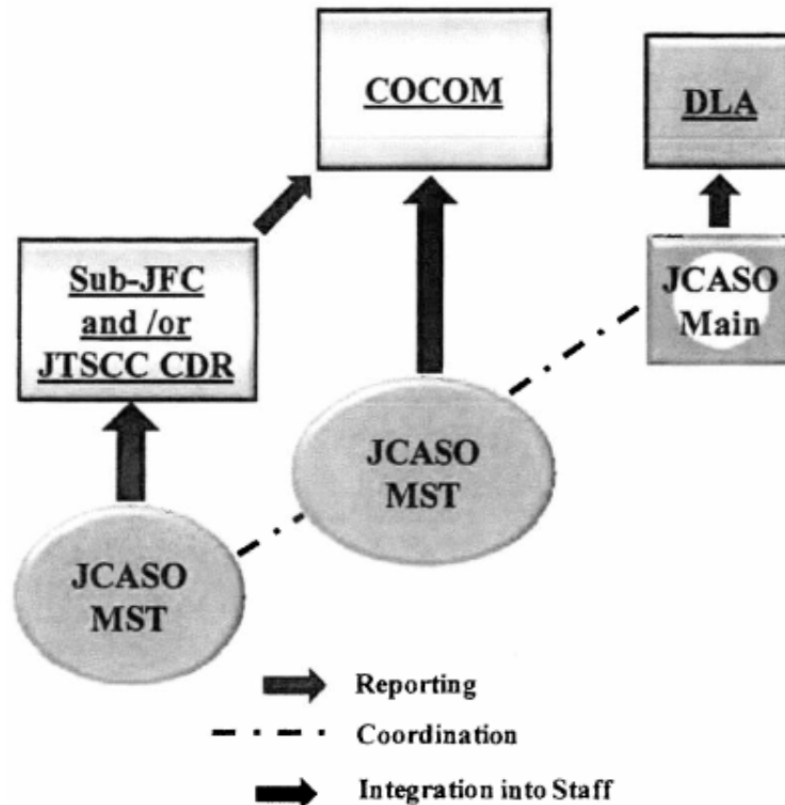 COCOM
DLA
Sub-JFC
and /or
JTSCC CDR
JCASO
Main
JCASO
MST
JCASO
MST
Reporting
Coordination
Integration into Staff